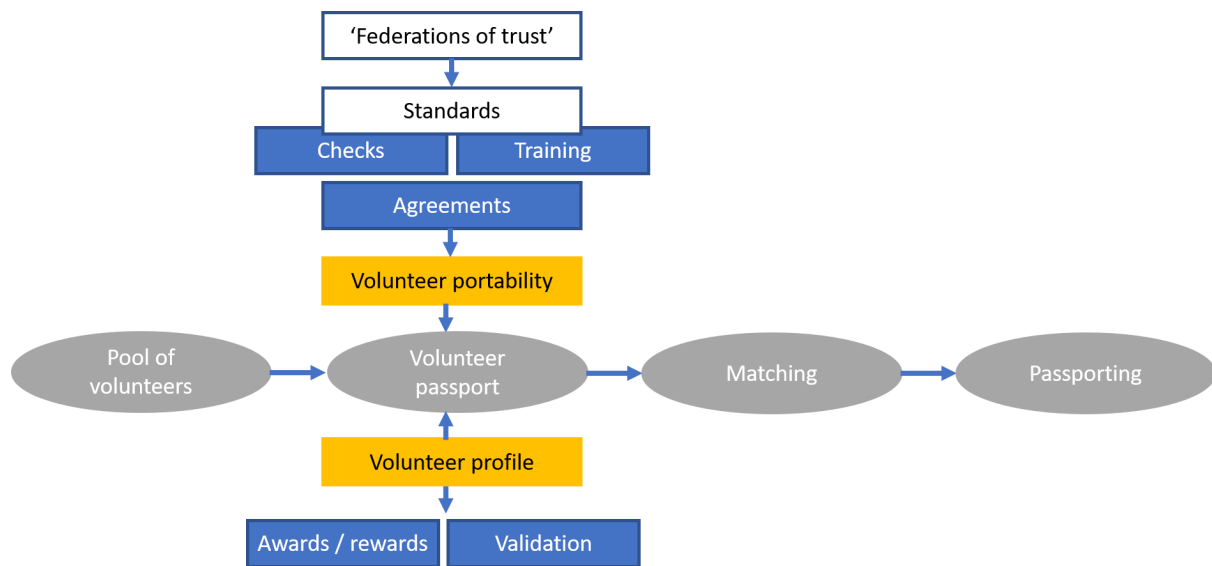 ‘Federations of trust’
Standards
Checks
Training
Agreements
Volunteer portability
Pool of
volunteers
Volunteer
passport
Matching
Passporting
Volunteer profile
Awards / rewards
Validation